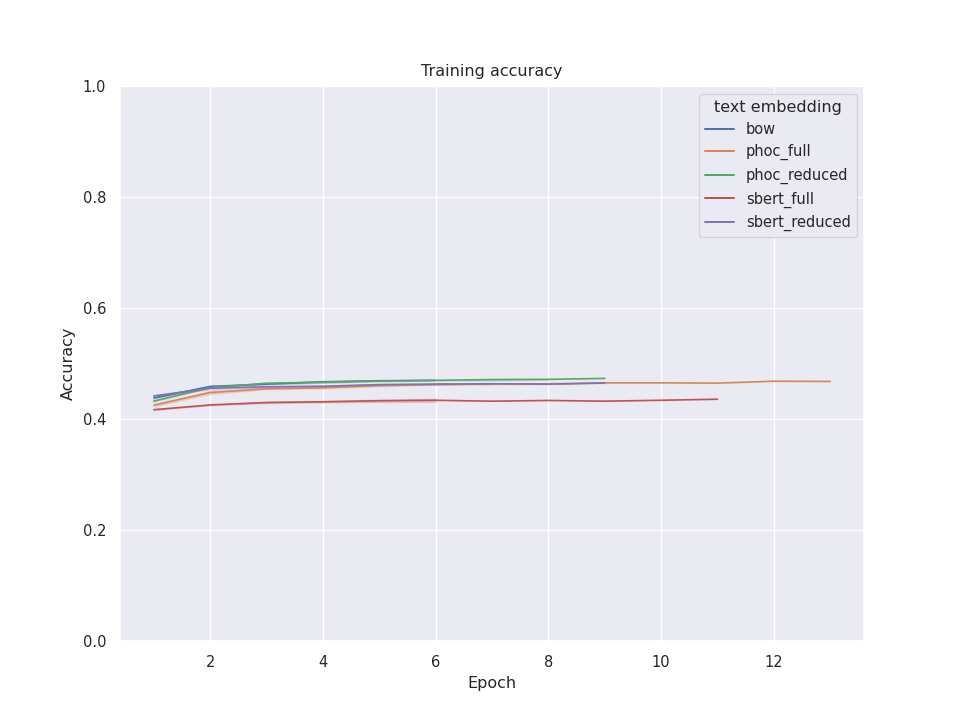 Training accuracy
1.0
0.8
0.6
0.4
0.2
0.0
Accuracy
2 4 6 8 10 12
Epoch
text embedding
bow
phoc_full
phoc_reduced
sbert_full
sbert_reduced